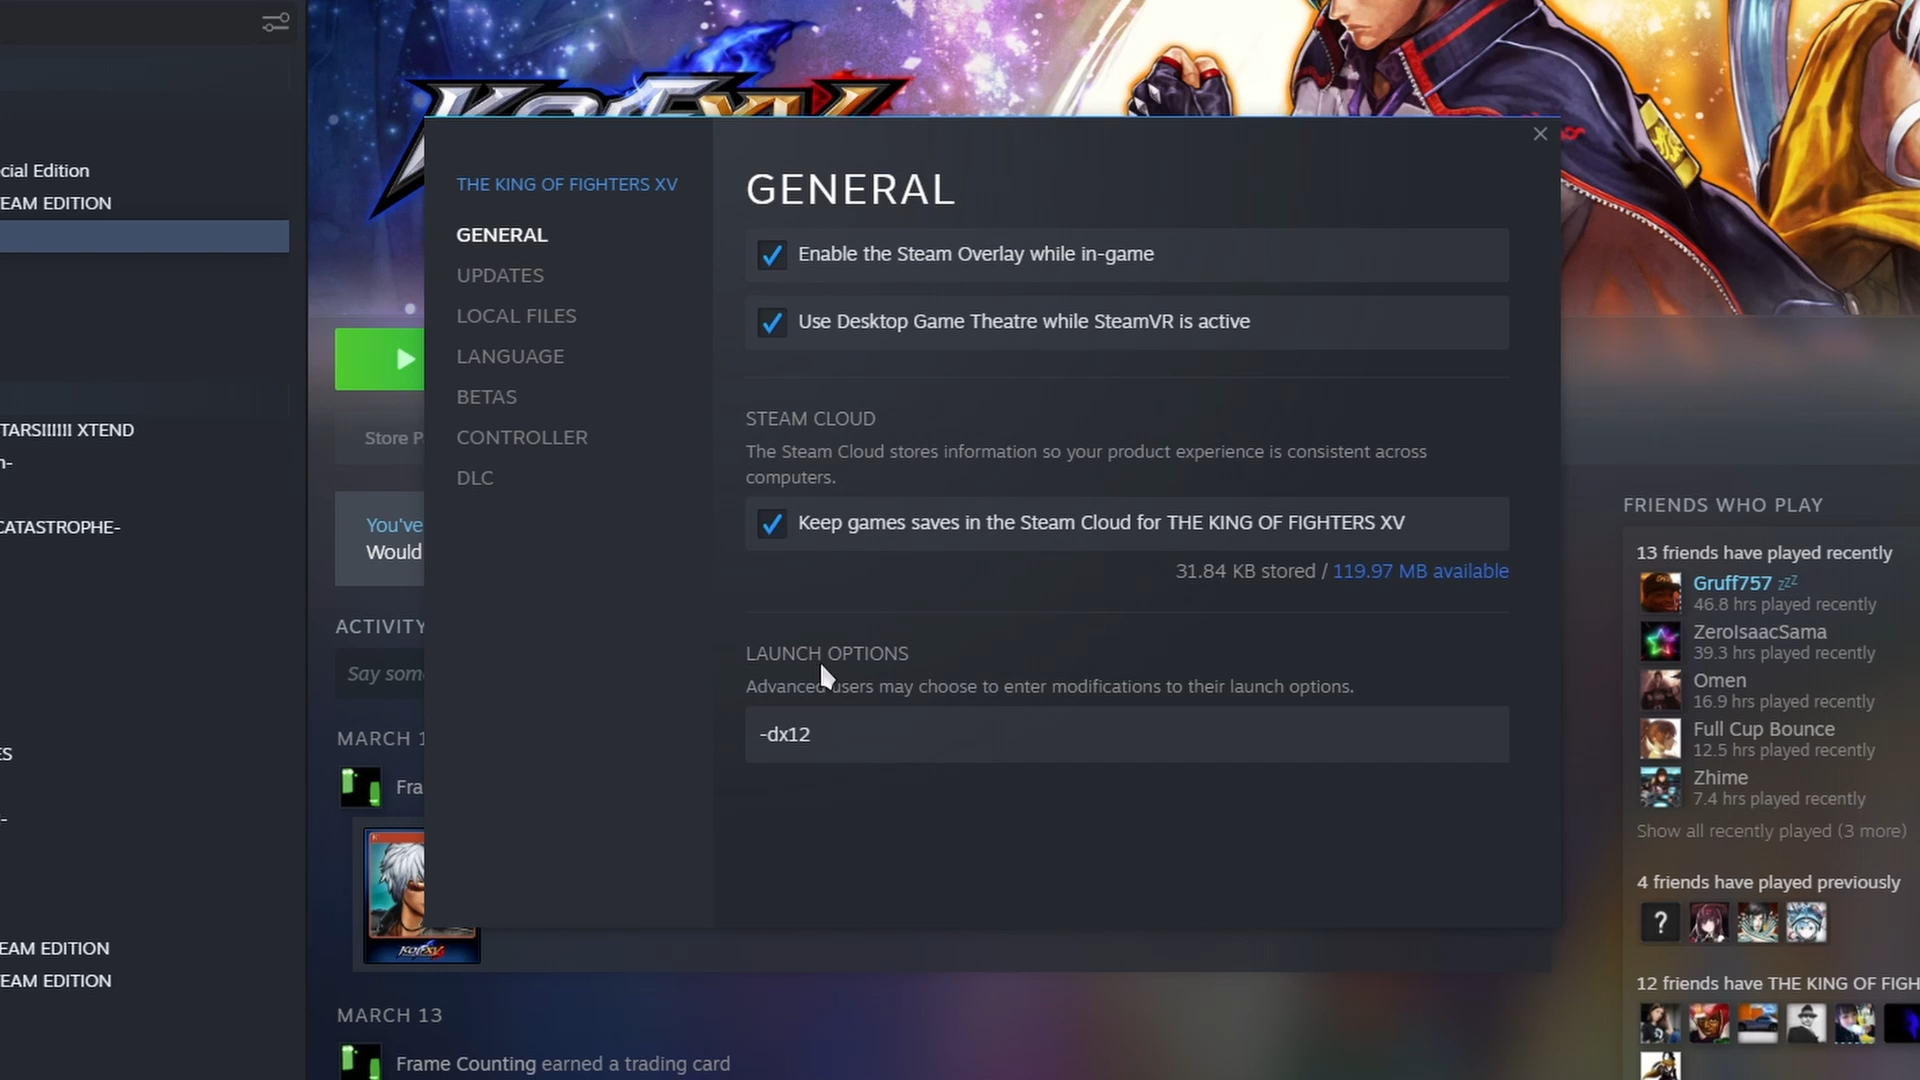 cial Edition
EAM EDITION
TARSIIIIII XTEND
n-
CATASTROPHE-
ES
EAM EDITION
EAM EDITION
KOFXV
Store P
You've
Would
ACTIVITY
Say som
MARCH 1
Fra
KOFXV
MARCH 13
Frame Counting earned a trading card
THE KING OF FIGHTERS XV
GENERAL
UPDATES
LOCAL FILES
LANGUAGE
BETAS
CONTROLLER
DLC
GENERAL
Enable the Steam Overlay while in-game
Use Desktop Game Theatre while SteamVR is active
STEAM CLOUD
The Steam Cloud stores information so your product experience is consistent across
computers.
Keep games saves in the Steam Cloud for THE KING OF FIGHTERS XV
31.84 KB stored / 119.97 MB available
LAUNCH OPTIONS
Advanced users may choose to enter modifications to their launch options.
-dx12
FRIENDS WHO PLAY
13 friends have played recently
Gruff757 zzz
46.8 hrs played recently
ZeroIsaacSama
39.3 hrs played recently
Omen
16.9 hrs played recently
Full Cup Bounce
12.5 hrs played recently
Zhime
7.4 hrs played recently
Show all recently played (3 more)
4 friends have played previously
?
12 friends have THE KING OF FIGH